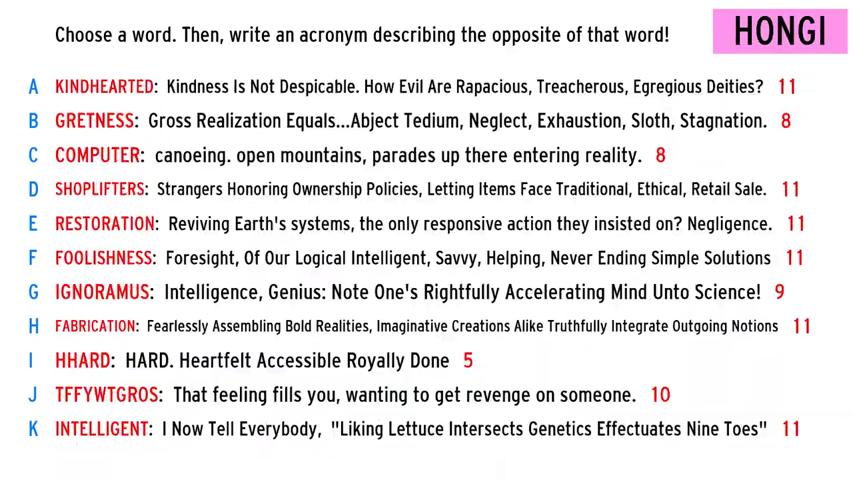 Choose a word. Then, write an acronym describing the opposite of that word!
HONGI
A KINDHEARTED: Kindness Is Not Despicable. How Evil Are Rapacious, Treacherous, Egregious Deities? 11
B GRETNESS: Gross Realization Equals...Abject Tedium, Neglect, Exhaustion, Sloth, Stagnation. 8
C COMPUTER: canoeing. open mountains, parades up there entering reality. 8
D SHOPLIFTERS: Strangers Honoring Ownership Policies, Letting Items Face Traditional, Ethical, Retail Sale. 11
E RESTORATION: Reviving Earth's systems, the only responsive action they insisted on? Negligence. 11
F FOOLISHNESS: Foresight, Of Our Logical Intelligent, Savvy, Helping, Never Ending Simple Solutions 11
G IGNORAMUS: Intelligence, Genius: Note One's Rightfully Accelerating Mind Unto Science! 9
H FABRICATION: Fearlessly Assembling Bold Realities, Imaginative Creations Alike Truthfully Integrate Outgoing Notions 11
I HHARD: HARD. Heartfelt Accessible Royally Done 5
J TFFYWTGROS: That feeling fills you, wanting to get revenge on someone. 10
K INTELLIGENT: I Now Tell Everybody, "Liking Lettuce Intersects Genetics Effectuates Nine Toes" 11